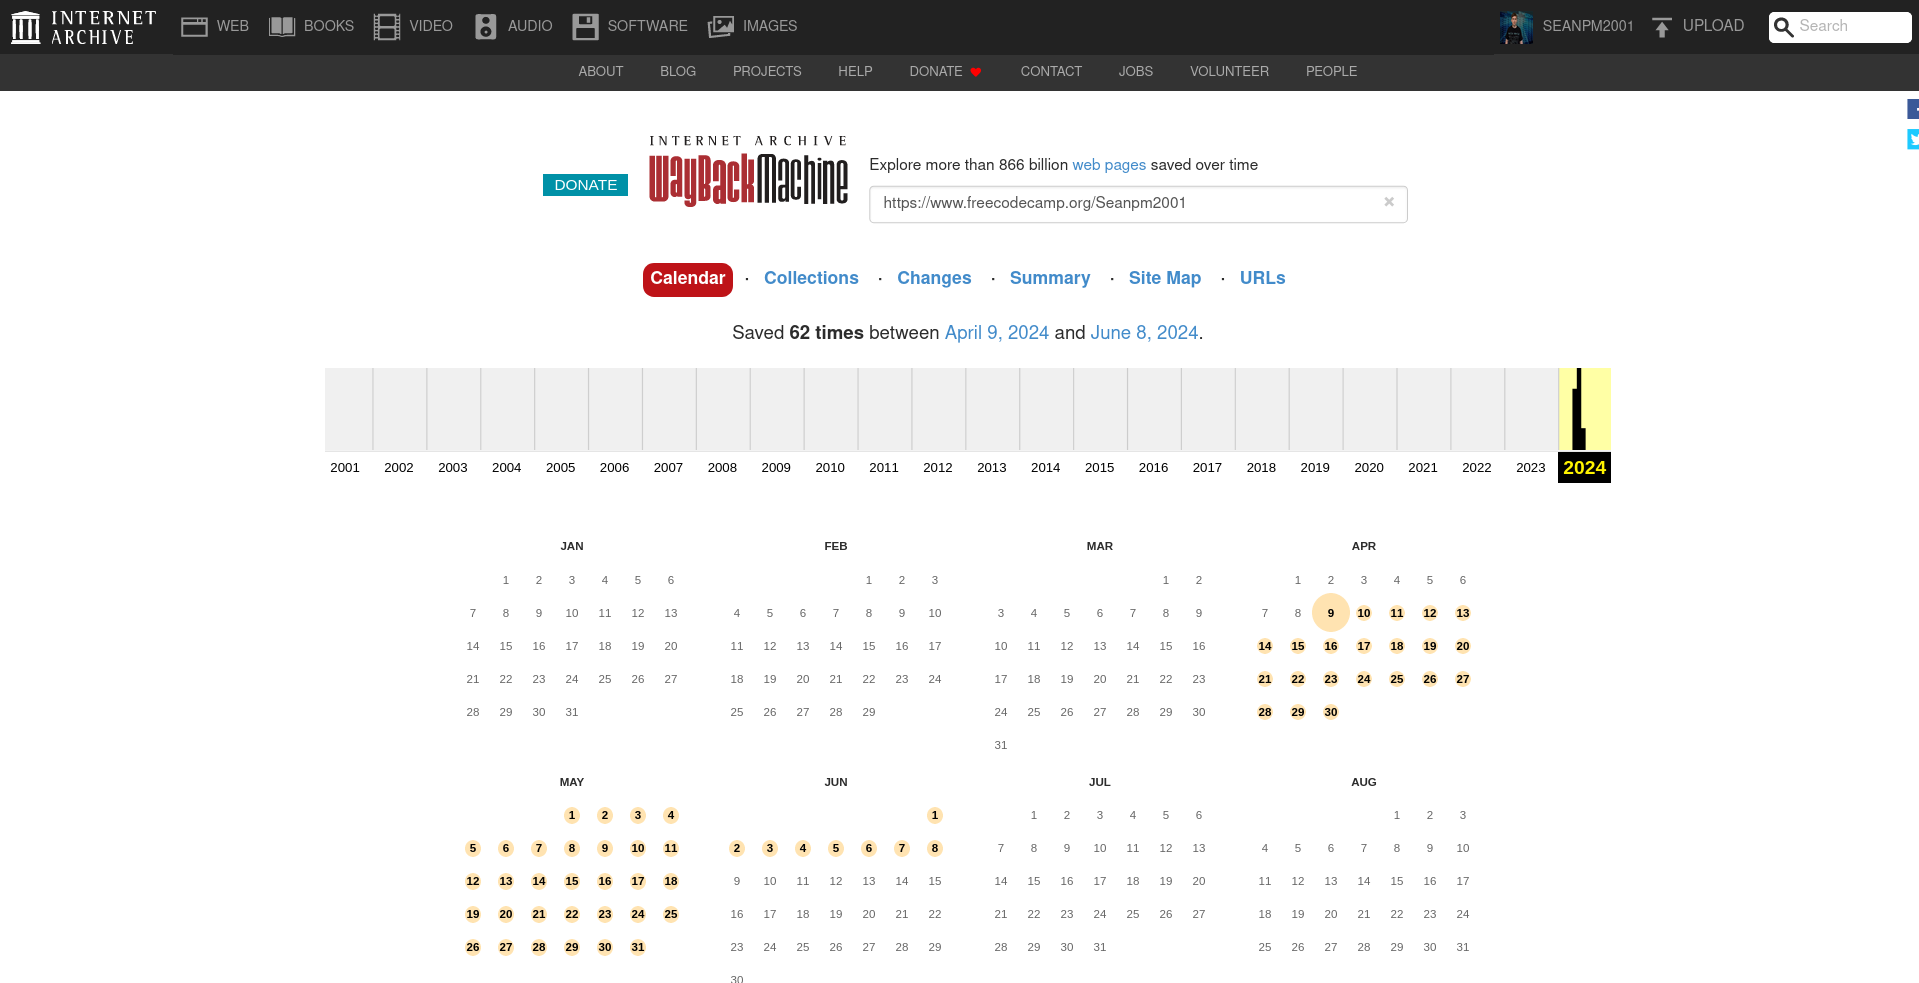 INTERNET ARCHIVE
WEB BOOKS VIDEO AUDIO SOFTWARE IMAGES SEANPM2001 UPLOAD Search
ABOUT BLOG PROJECTS HELP DONATE CONTACT JOBS VOLUNTEER PEOPLE
DONATE
INTERNET ARCHIVE
WayBackMachine
Explore more than 866 billion web pages saved over time
https://www.freecodecamp.org/Seanpm2001 ×
Calendar · Collections · Changes · Summary · Site Map · URLs
Saved 62 times between April 9, 2024 and June 8, 2024.
2001 2002 2003 2004 2005 2006 2007 2008 2009 2010 2011 2012 2013 2014 2015 2016 2017 2018 2019 2020 2021 2022 2023 2024
JAN
1 2 3 4 5 6
7 8 9 10 11 12 13
14 15 16 17 18 19 20
21 22 23 24 25 26 27
28 29 30 31
FEB
1 2 3
4 5 6 7 8 9 10
11 12 13 14 15 16 17
18 19 20 21 22 23 24
25 26 27 28 29
MAR
1 2
3 4 5 6 7 8 9
10 11 12 13 14 15 16
17 18 19 20 21 22 23
24 25 26 27 28 29 30
31
APR
1 2 3 4 5 6
7 8 9 10 11 12 13
14 15 16 17 18 19 20
21 22 23 24 25 26 27
28 29 30
MAY
1 2 3 4
5 6 7 8 9 10 11
12 13 14 15 16 17 18
19 20 21 22 23 24 25
26 27 28 29 30 31
JUN
1
2 3 4 5 6 7 8
9 10 11 12 13 14 15
16 17 18 19 20 21 22
23 24 25 26 27 28 29
30
JUL
1 2 3 4 5 6
7 8 9 10 11 12 13
14 15 16 17 18 19 20
21 22 23 24 25 26 27
28 29 30 31
AUG
1 2 3
4 5 6 7 8 9 10
11 12 13 14 15 16 17
18 19 20 21 22 23 24
25 26 27 28 29 30 31